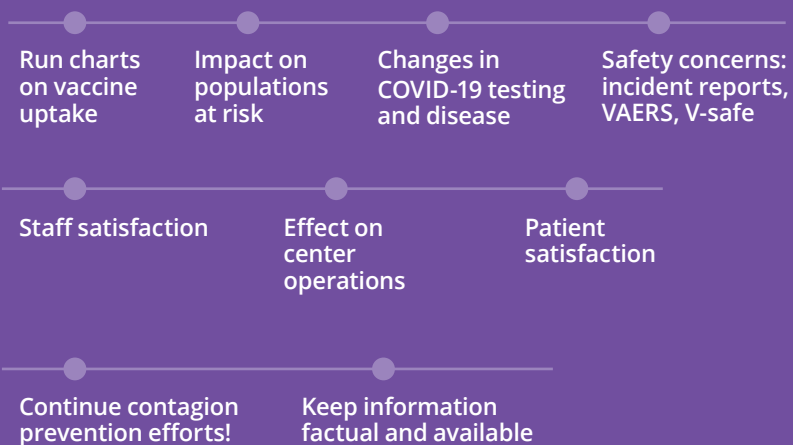 Run charts
on vaccine
uptake
Impact on
populations
at risk
Changes in
COVID-19 testing
and disease
Safety concerns:
incident reports,
VAERS, V-safe
Staff satisfaction
Effect on
center
operations
Patient
satisfaction
Continue contagion
prevention efforts!
Keep information
factual and available